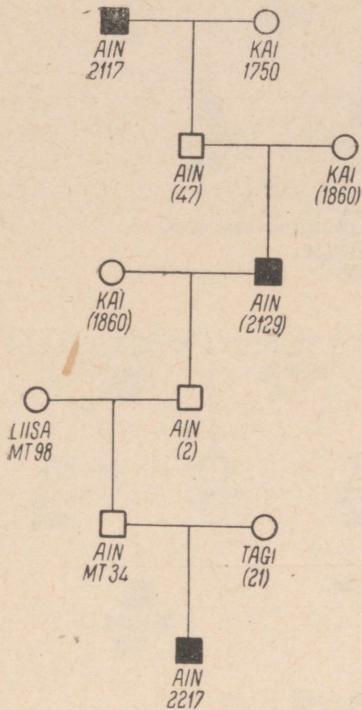 AIN
2117
KAI
1750
AIN
(47)
KAI
(1860)
KAI
(1860)
AIN
(2129)
LIISA
MT 98
AIN
(2)
AIN
MT 34
TAGI
(21)
AIN
2217